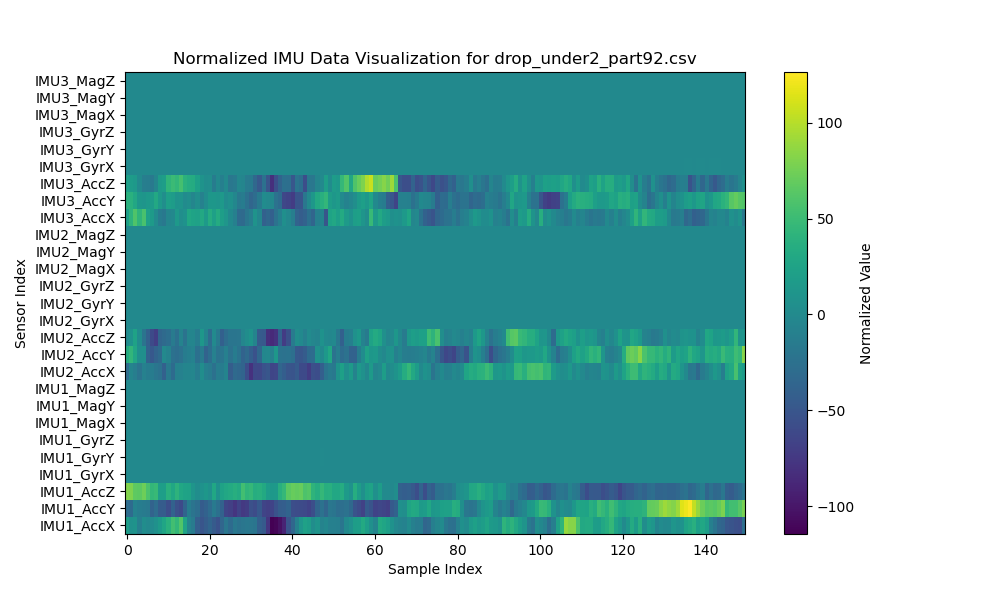 Normalized IMU Data Visualization for drop_under2_part92.csv
IMU3_MagZ
IMU3_MagY
IMU3_MagX
IMU3_GyrZ
IMU3_GyrY
IMU3_GyrX
IMU3_AccZ
IMU3_AccY
IMU3_AccX
IMU2_MagZ
IMU2_MagY
IMU2_MagX
IMU2_GyrZ
IMU2_GyrY
IMU2_GyrX
IMU2_AccZ
IMU2_AccY
IMU2_AccX
IMU1_MagZ
IMU1_MagY
IMU1_MagX
IMU1_GyrZ
IMU1_GyrY
IMU1_GyrX
IMU1_AccZ
IMU1_AccY
IMU1_AccX
Sensor Index
0 20 40 60 80 100 120 140
Sample Index
100
50
0
−50
−100
Normalized Value